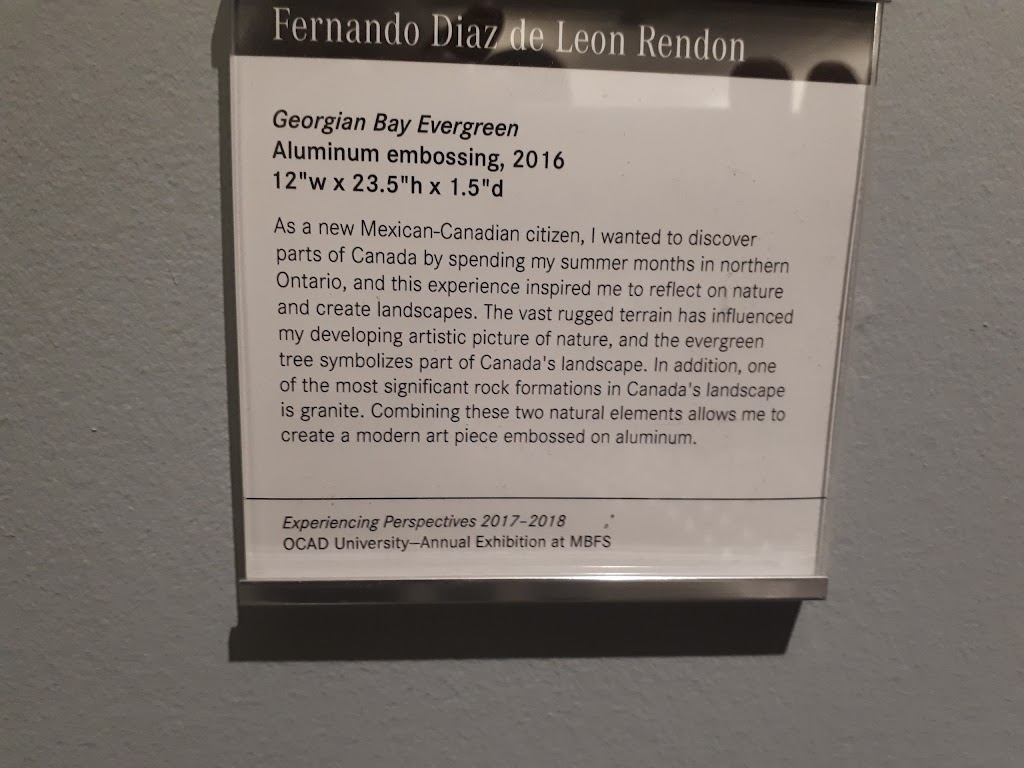 Fernando Diaz de Leon Rendon
Georgian Bay Evergreen
Aluminum embossing, 2016
12"w x 23.5"h x 1.5"d
As a new Mexican-Canadian citizen, I wanted to discover
parts of Canada by spending my summer months in northern
Ontario, and this experience inspired me to reflect on nature
and create landscapes. The vast rugged terrain has influenced
my developing artistic picture of nature, and the evergreen
tree symbolizes part of Canada's landscape. In addition, one
of the most significant rock formations in Canada's landscape
is granite. Combining these two natural elements allows me to
create a modern art piece embossed on aluminum.
Experiencing Perspectives 2017–2018
OCAD University—Annual Exhibition at MBFS